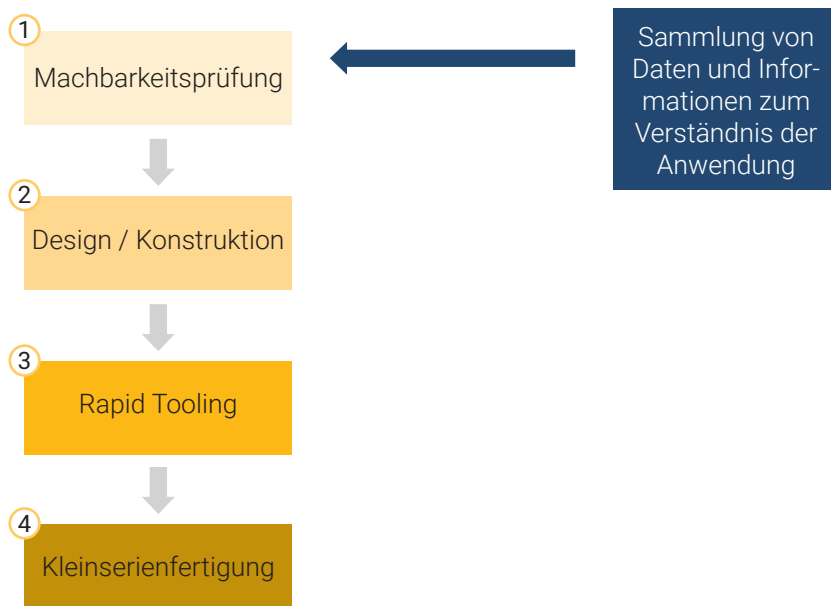 1
Machbarkeitsprüfung
Sammlung von
Daten und Infor-
mationen zum
Verständnis der
Anwendung
2
Design / Konstruktion
3
Rapid Tooling
4
Kleinserienfertigung